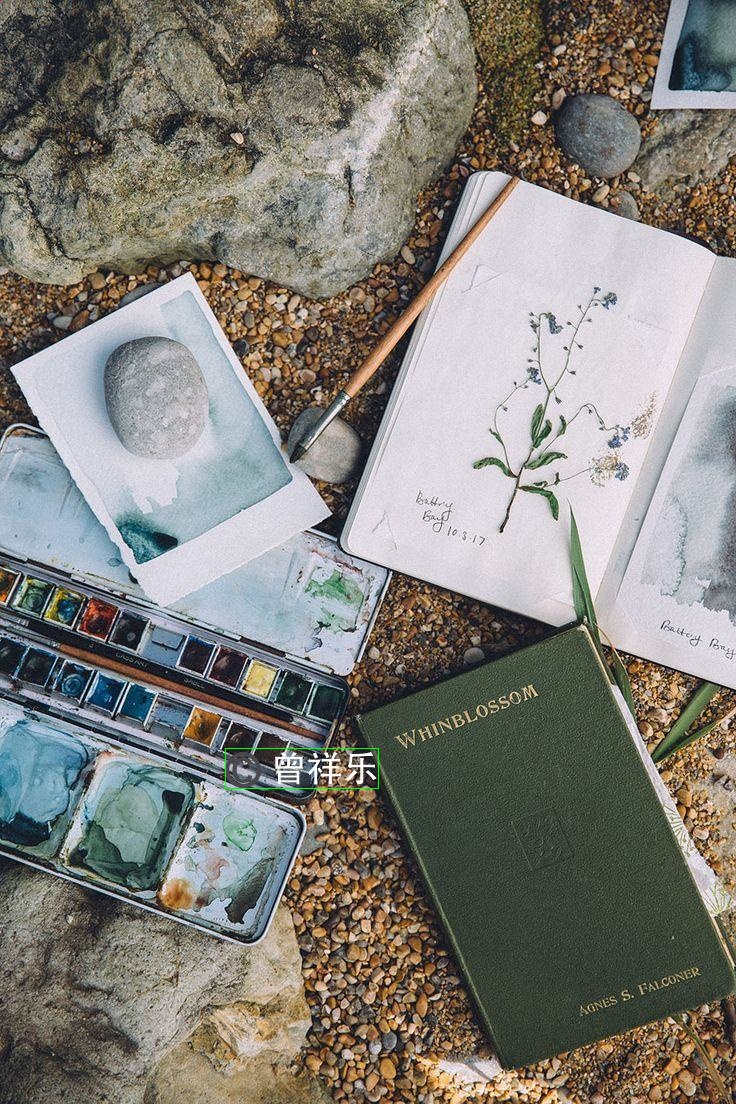 Battery
Bay
10.8.17
Battery Bay
WHINBLOSSOM
© 曾祥乐
AGNES S. FALCONER